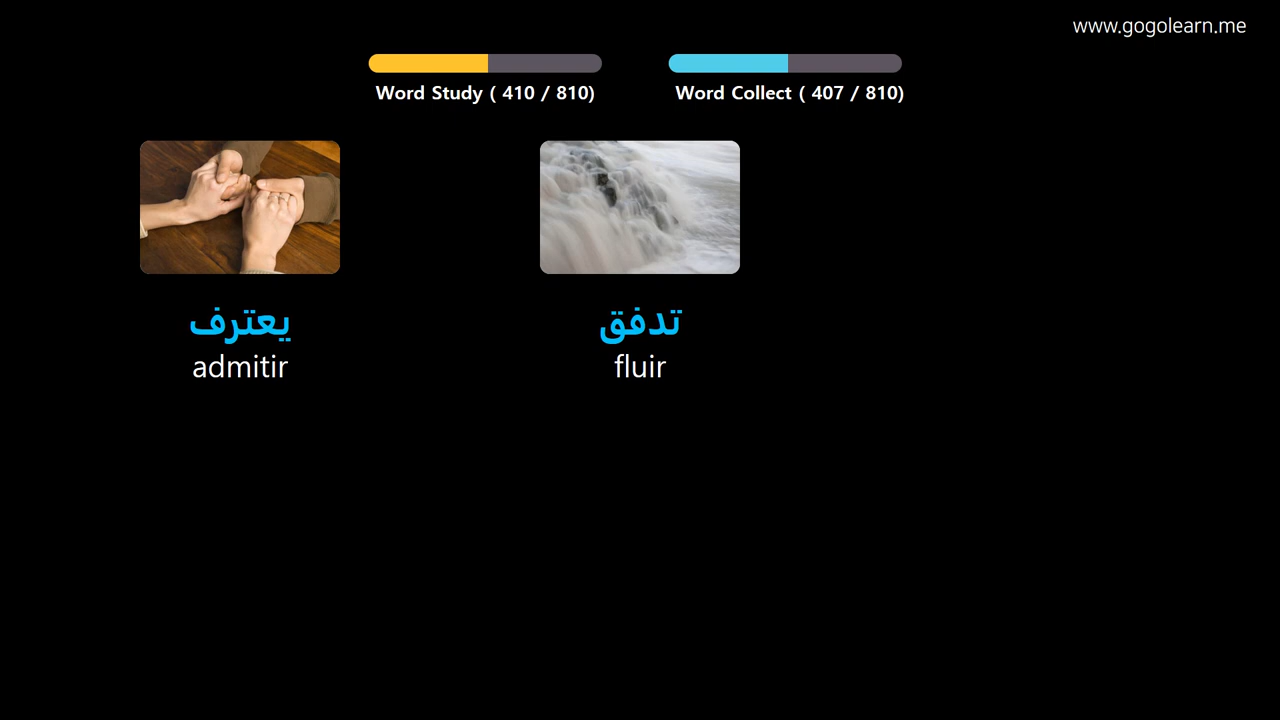 www.gogolearn.me
Word Study ( 410 / 810)
Word Collect ( 407 / 810)
يعترف
admitir
تدفق
fluir